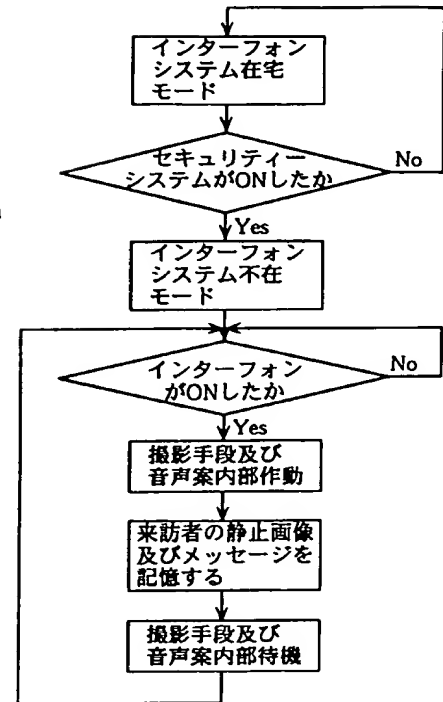 インターフォン
システム在宅
モード
セキュリティー
システムがONしたか
No
Yes
インターフォン
システム不在
モード
インターフォン
がONしたか
No
Yes
撮影手段及び
音声案内部作動
来訪者の静止画像
及びメッセージを
記憶する
撮影手段及び
音声案内部待機